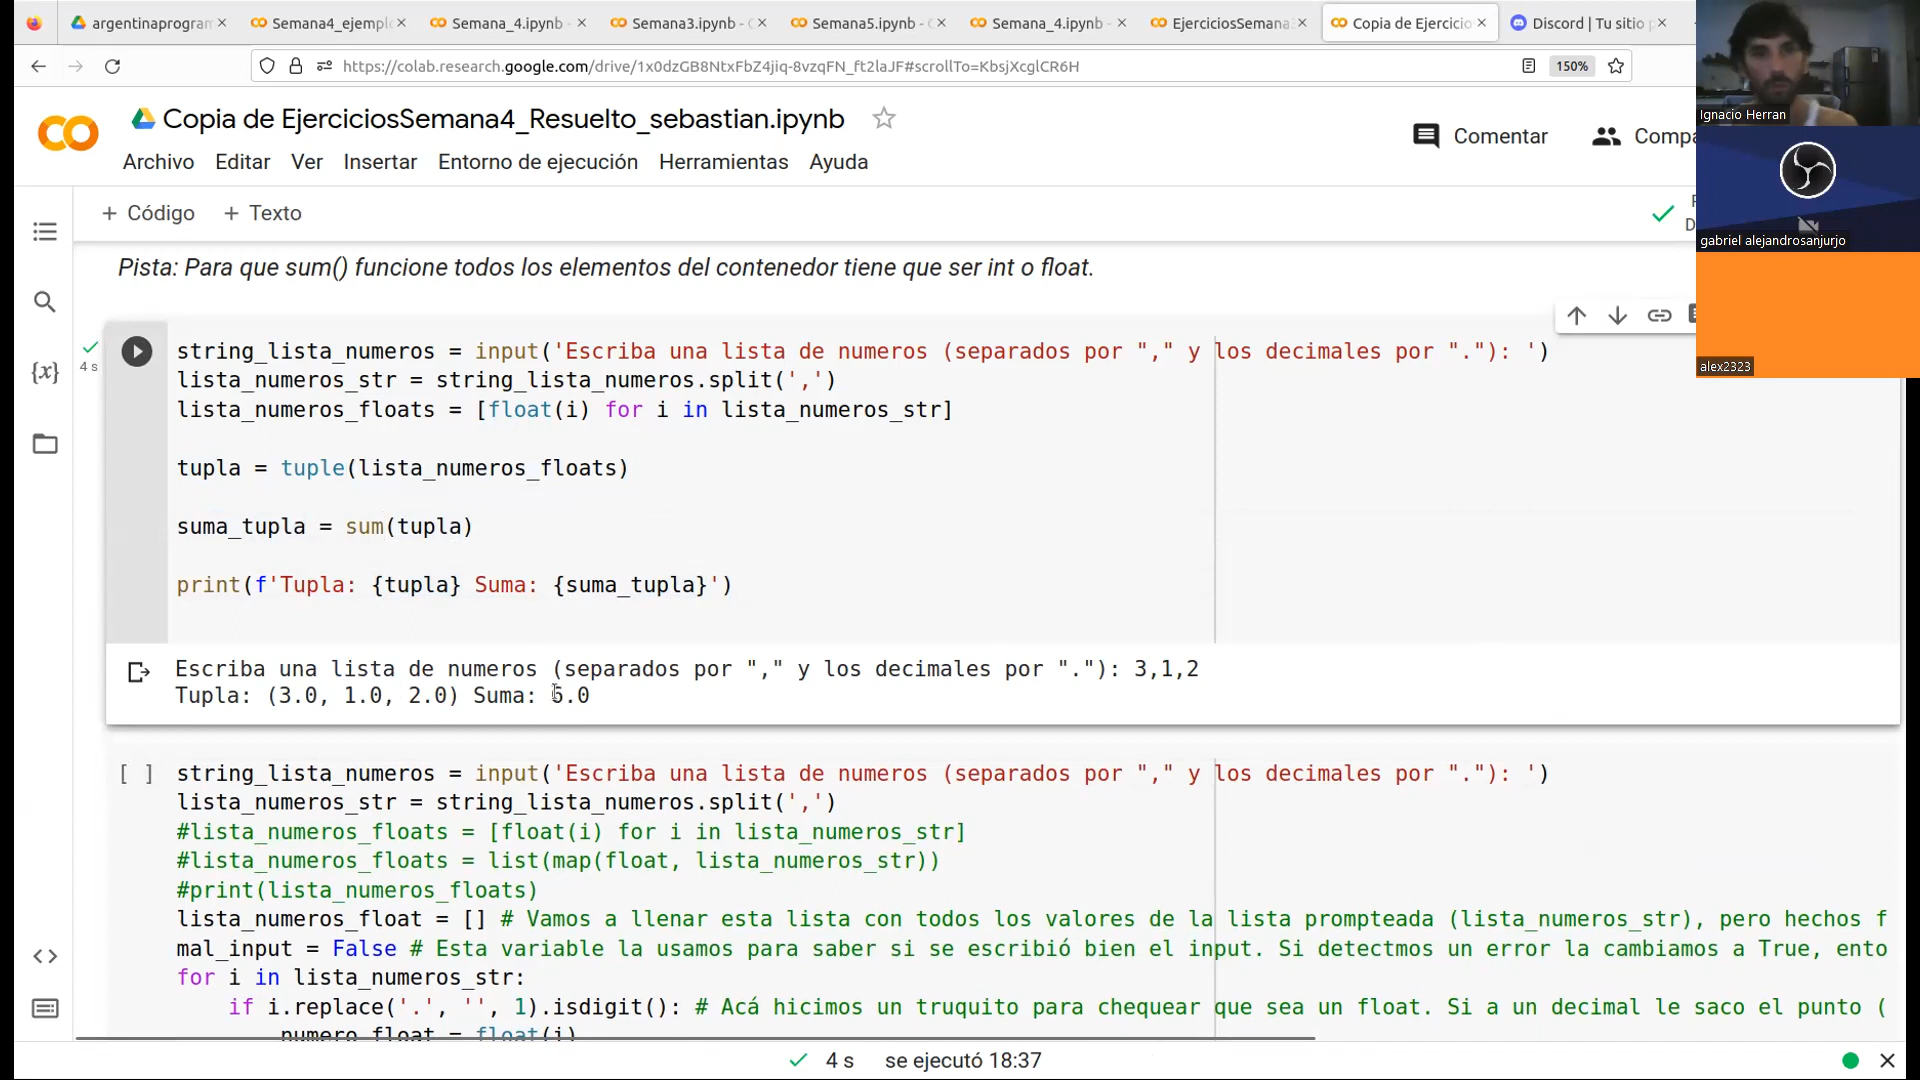 argentinaprogram
Semana4_ejempl
Semana_4.ipynb -
Semana3.ipynb - C
Semana5.ipynb - C
Semana_4.ipynb -
EjerciciosSemana
Copia de Ejercicio
Discord | Tu sitio p
https://colab.research.google.com/drive/1x0dzGB8NtxFbZ4jiq-8vzqFN_ft2laJF#scrollTo=KbsjXcglCR6H
150%
Copia de EjerciciosSemana4_Resuelto_sebastian.ipynb
Comentar
Compa
Archivo Editar Ver Insertar Entorno de ejecución Herramientas Ayuda
+ Código + Texto
Ignacio Herran
gabriel alejandrosanjurjo
alex2323
Pista: Para que sum() funcione todos los elementos del contenedor tiene que ser int o float.
4 s
string_lista_numeros = input('Escriba una lista de numeros (separados por "," y los decimales por "."): ')
lista_numeros_str = string_lista_numeros.split(',')
lista_numeros_floats = [float(i) for i in lista_numeros_str]
tupla = tuple(lista_numeros_floats)
suma_tupla = sum(tupla)
print(f'Tupla: {tupla} Suma: {suma_tupla}')
Escriba una lista de numeros (separados por "," y los decimales por "."): 3,1,2
Tupla: (3.0, 1.0, 2.0) Suma: 6.0
[ ]
string_lista_numeros = input('Escriba una lista de numeros (separados por "," y los decimales por "."): ')
lista_numeros_str = string_lista_numeros.split(',')
#lista_numeros_floats = [float(i) for i in lista_numeros_str]
#lista_numeros_floats = list(map(float, lista_numeros_str))
#print(lista_numeros_floats)
lista_numeros_float = [] # Vamos a llenar esta lista con todos los valores de la lista prompteada (lista_numeros_str), pero hechos f
mal_input = False # Esta variable la usamos para saber si se escribió bien el input. Si detectmos un error la cambiamos a True, ento
for i in lista_numeros_str:
if i.replace('.', '', 1).isdigit(): # Acá hicimos un truquito para chequear que sea un float. Si a un decimal le saco el punto (
numero_float = float(i)
4 s se ejecutó 18:37